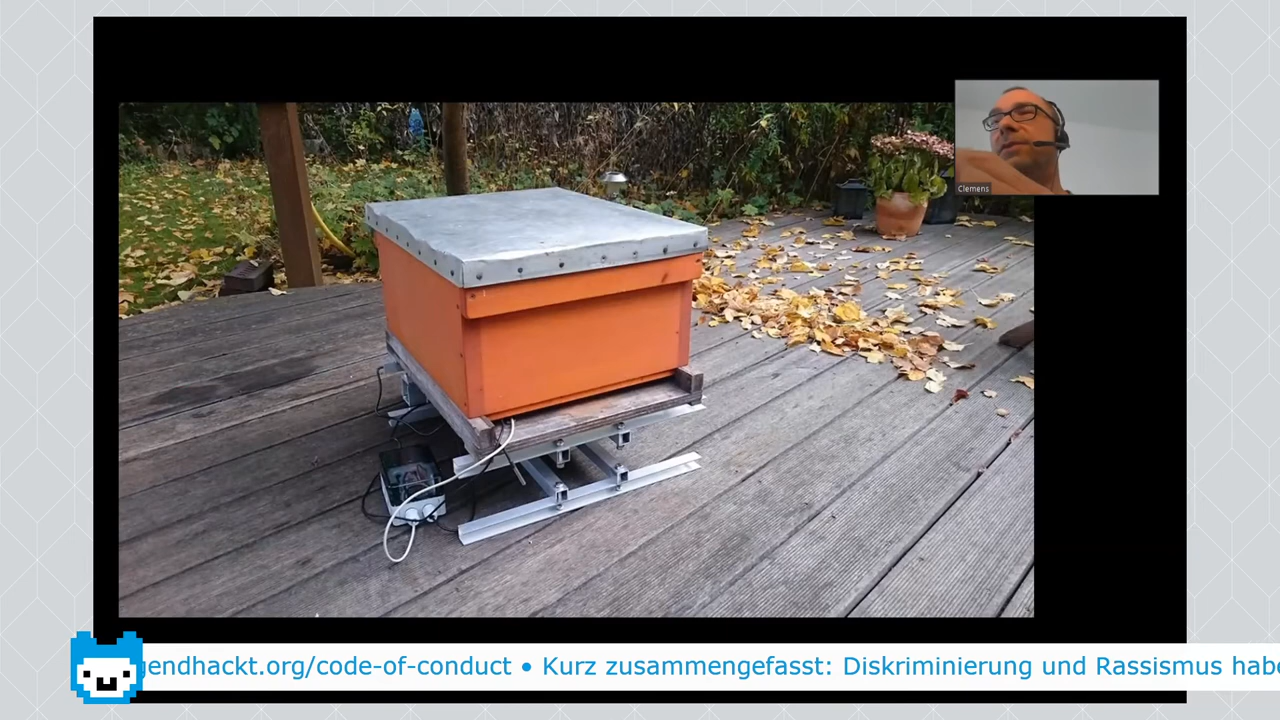 Clemens
gendhackt.org/code-of-conduct • Kurz zusammengefasst: Diskriminierung und Rassismus habe